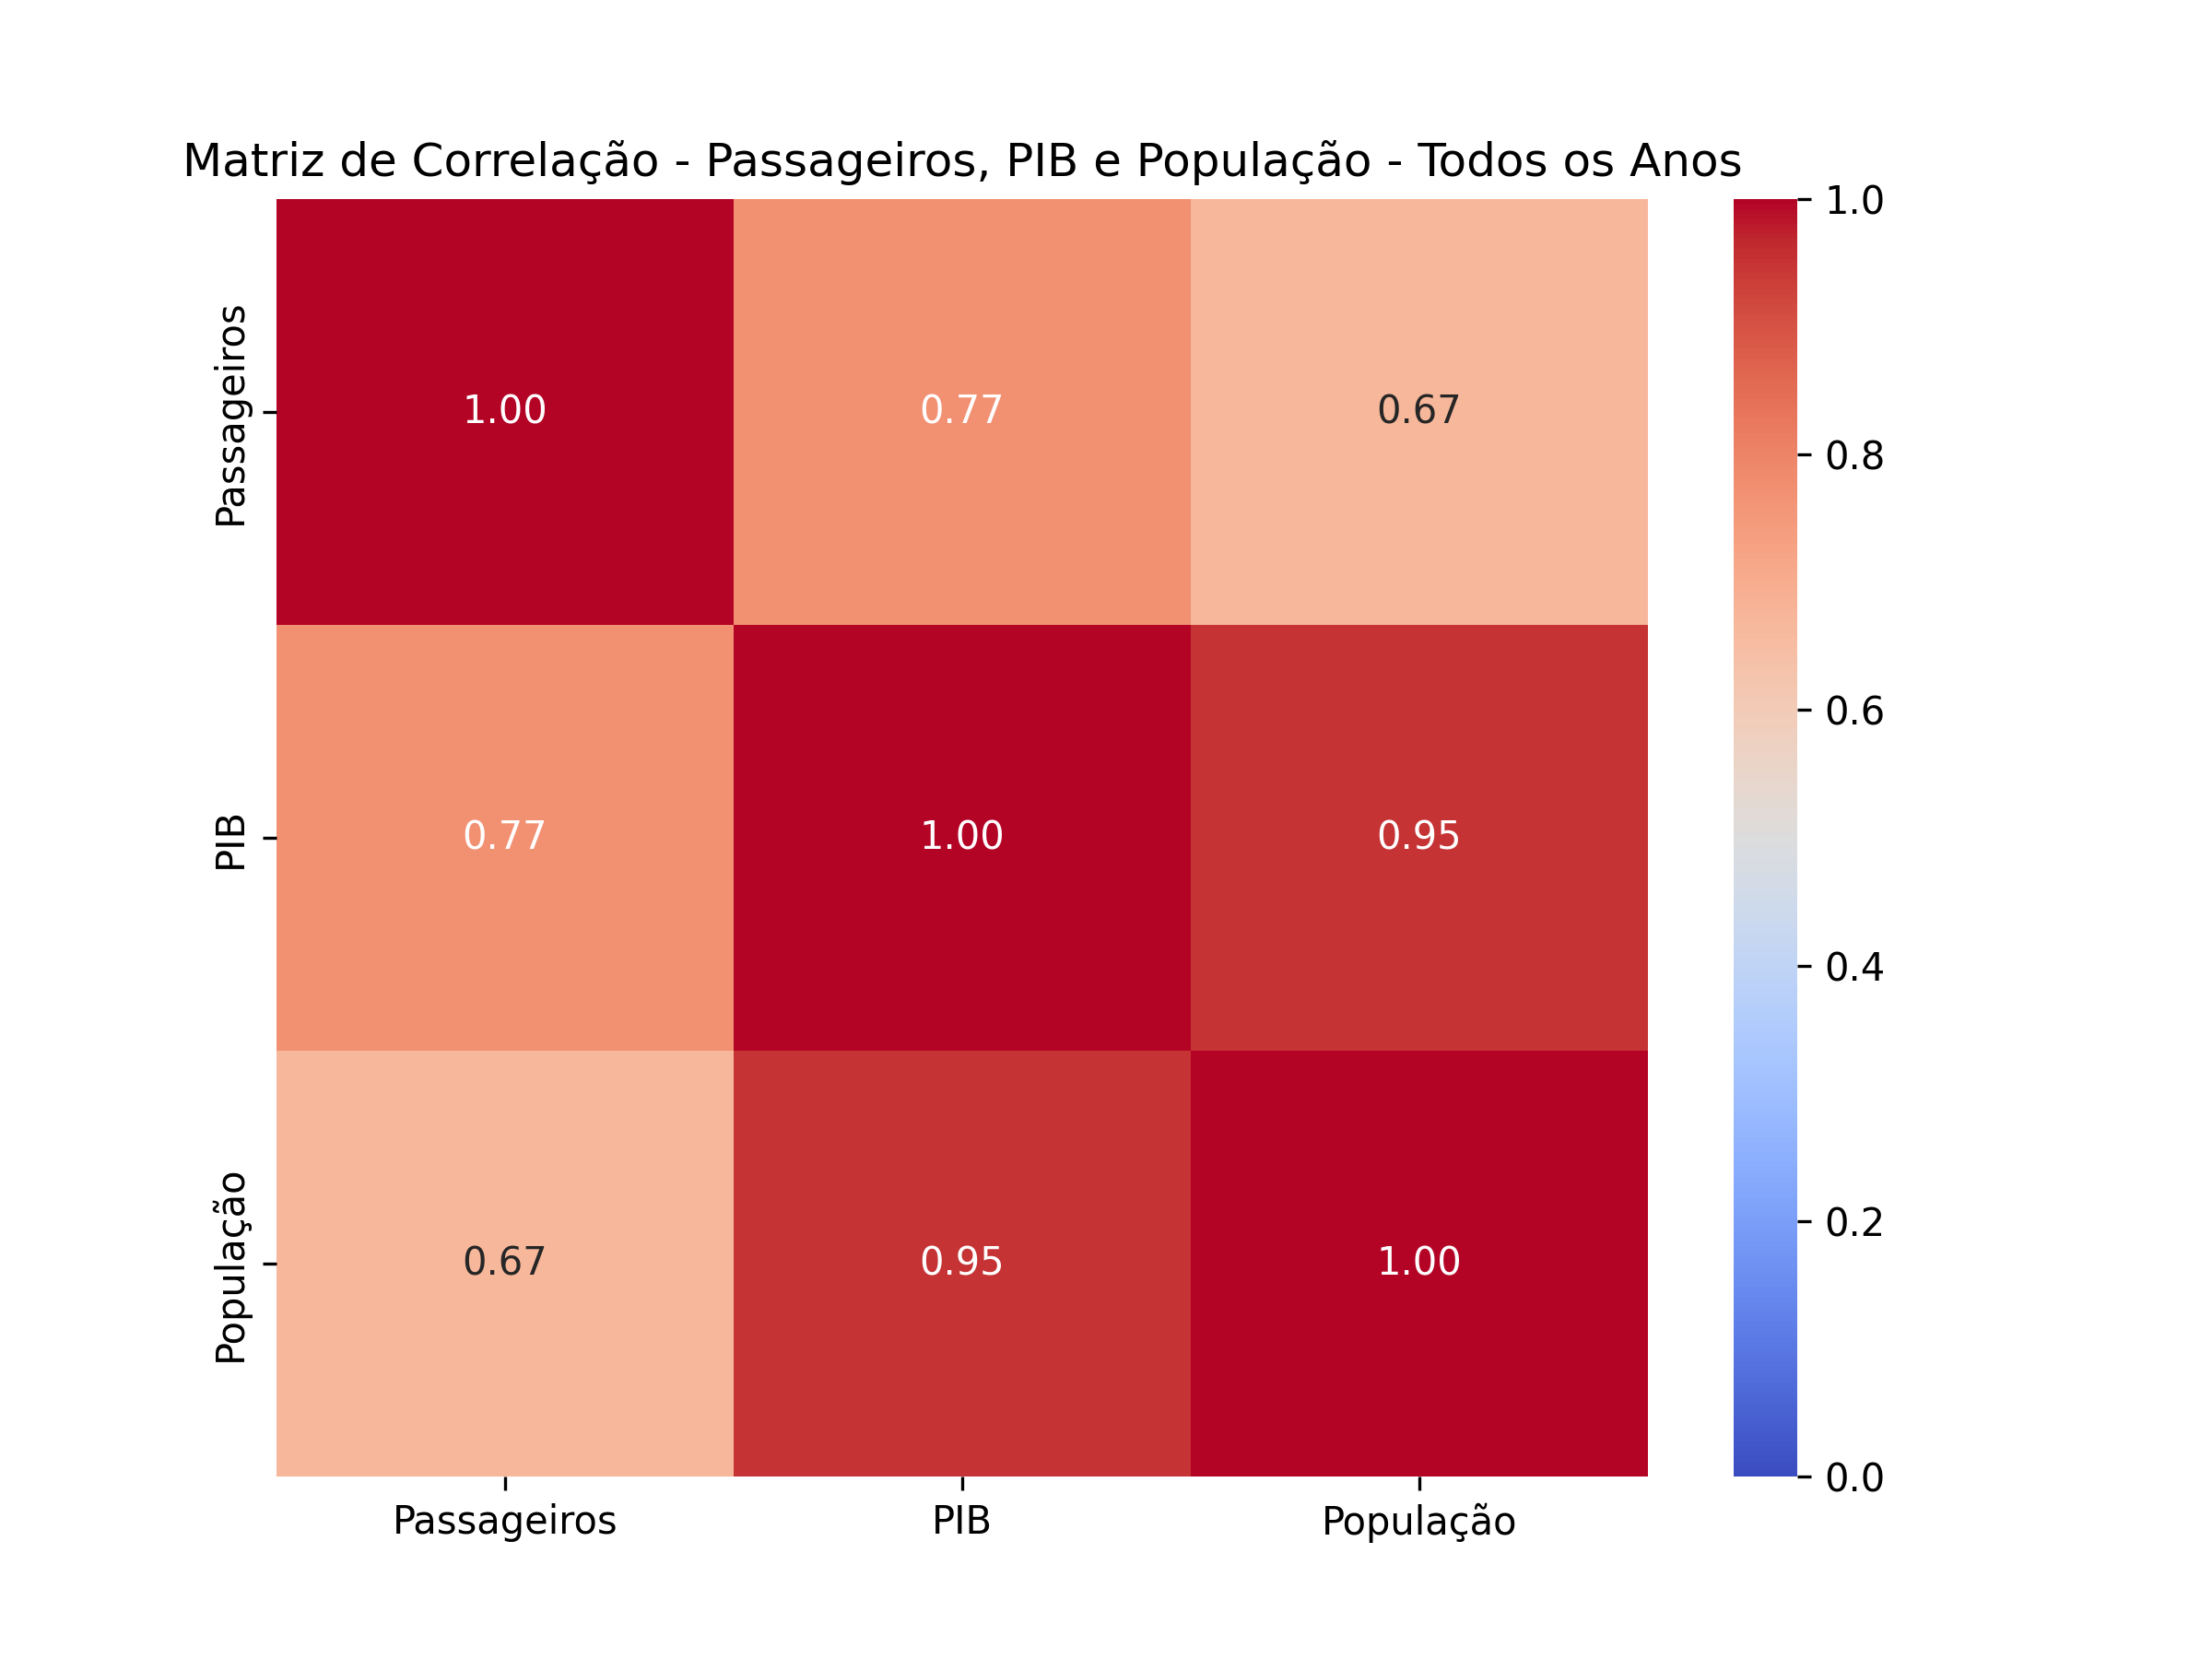 Matriz de Correlação - Passageiros, PIB e População - Todos os Anos
Passageiros
1.00
0.77
0.67
PIB
0.77
1.00
0.95
População
0.67
0.95
1.00
Passageiros
PIB
População
1.0
0.8
0.6
0.4
0.2
0.0